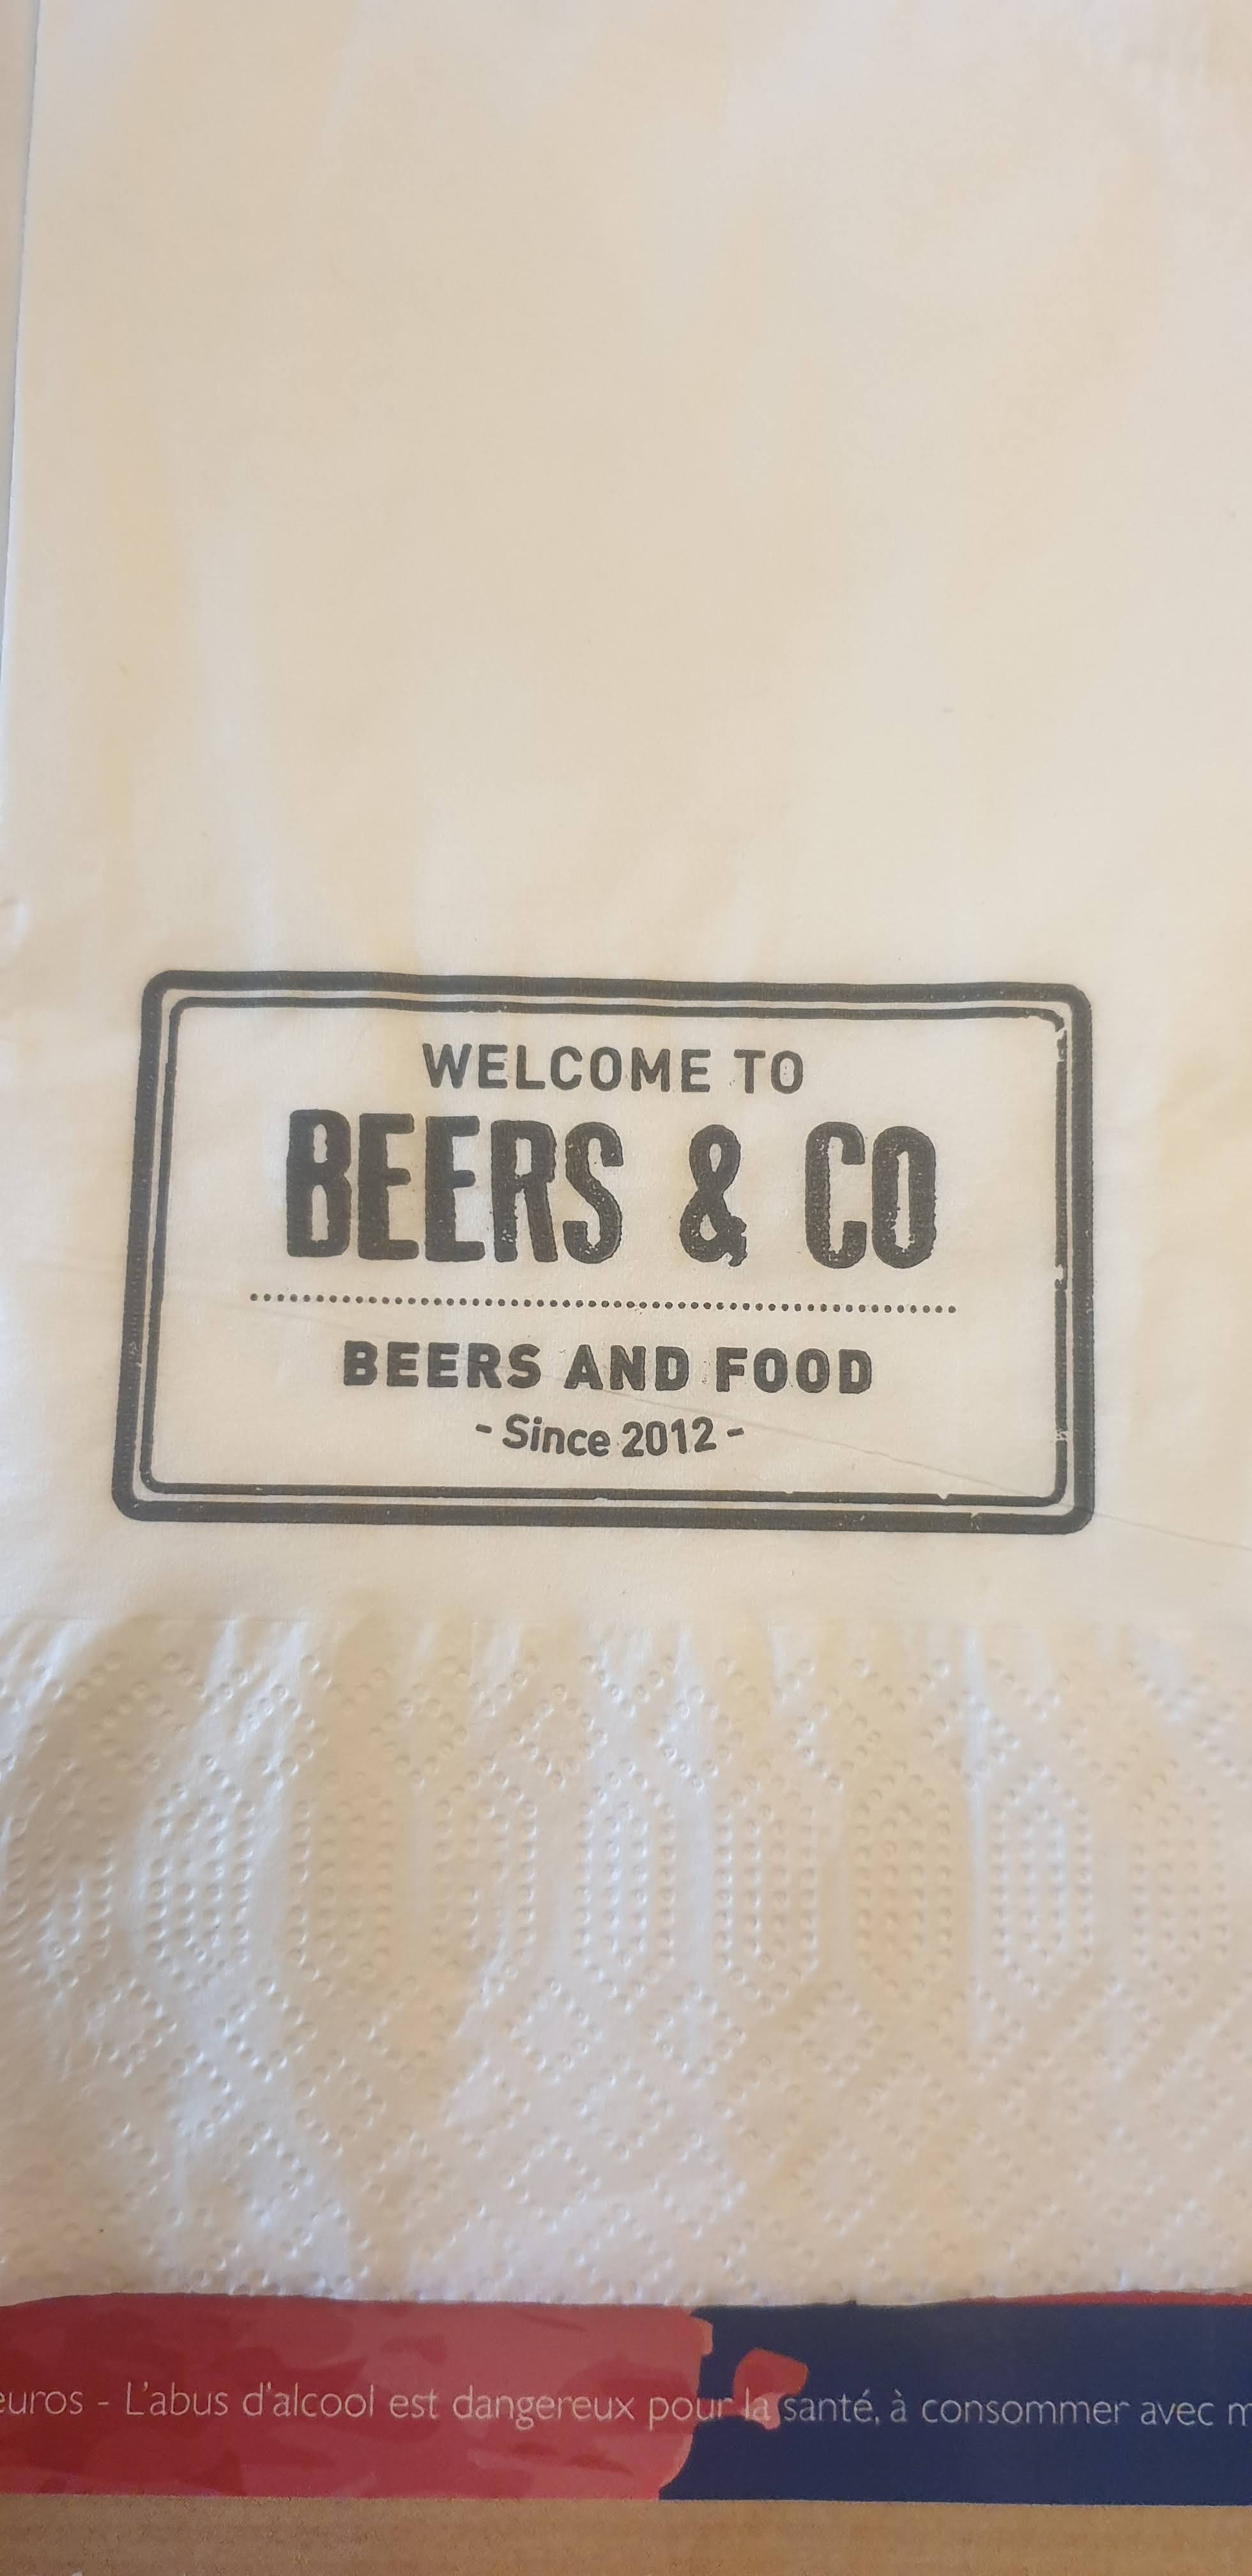 WELCOME TO
BEERS & CO
BEERS AND FOOD
- Since 2012 -
euros - L'abus d'alcool est dangereux pour la santé, à consommer avec